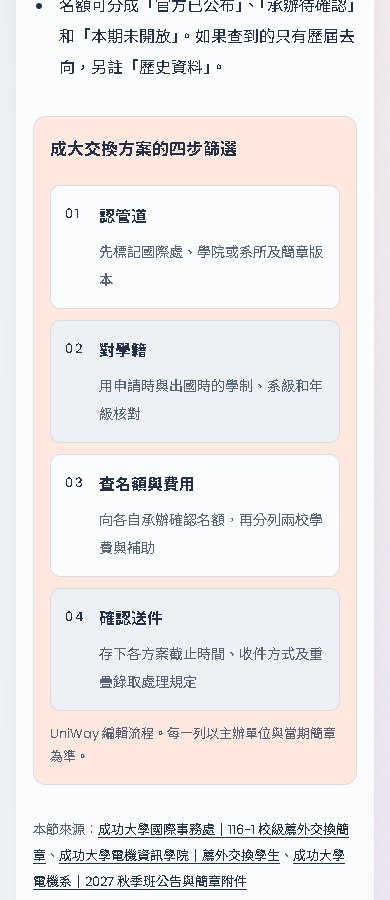 名額可分成「官方已公布」、「承辦待確認」
和「本期未開放」。如果查到的只有歷屆去
向，另註「歷史資料」。
成大交換方案的四步篩選
01 認管道
先標記國際處、學院或系所及簡章版
本
02 對學籍
用申請時與出國時的學制、系級和年
級核對
03 查名額與費用
向各自承辦確認名額，再分列兩校學
費與補助
04 確認送件
存下各方案截止時間、收件方式及重
疊錄取處理規定
UniWay 編輯流程。每一列以主辦單位與當期簡章
為準。
本節來源：成功大學國際事務處｜116-1 校級薦外交換簡
章、成功大學電機資訊學院｜薦外交換學生、成功大學
電機系｜2027 秋季班公告與簡章附件